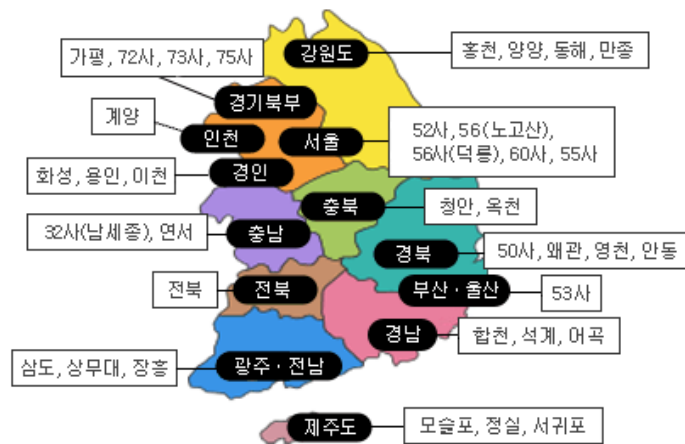 강원도
홍천, 양양, 동해, 만종
가평, 72사, 73사, 75사
경기북부
계양
인천
서울
52사, 56(노고산),
56사(덕릉), 60사, 55사
화성, 용인, 이천
경인
충북
청안, 옥천
32사(남세종), 연서
충남
경북
50사, 왜관, 영천, 안동
전북
전북
부산·울산
53사
경남
합천, 석계, 어곡
삼도, 상무대, 장흥
광주·전남
제주도
모슬포, 정실, 서귀포